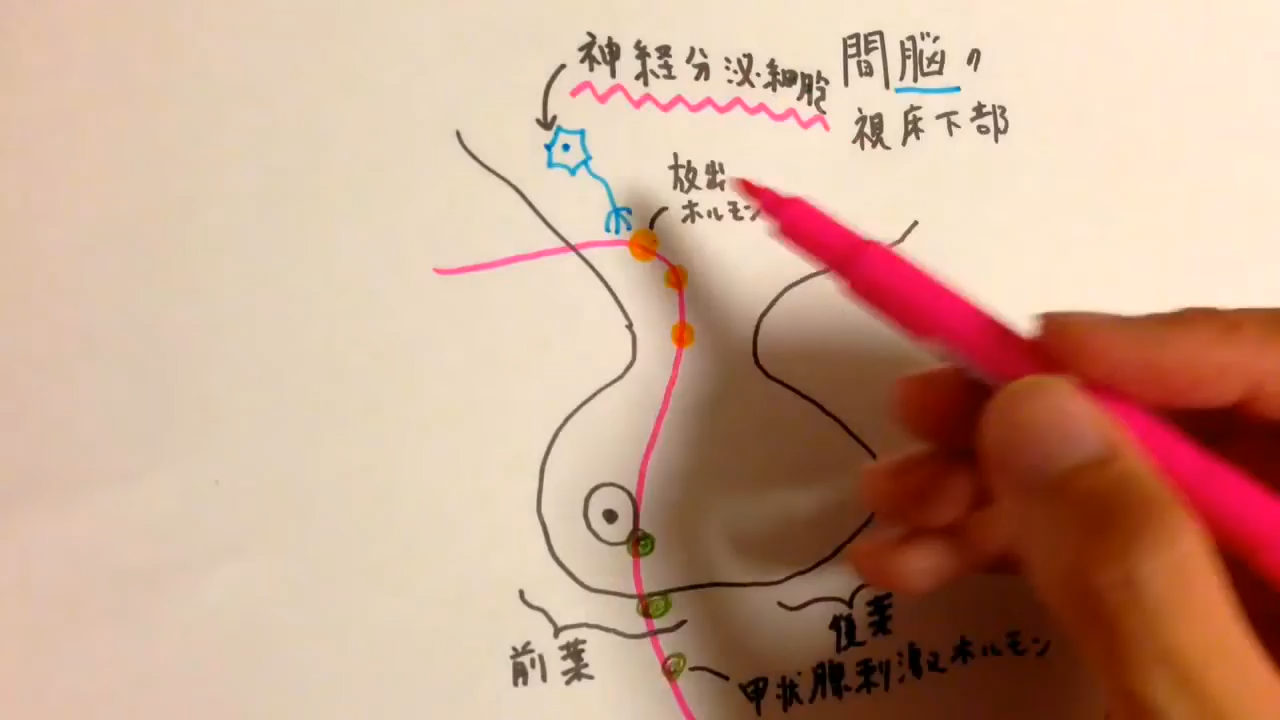 神経分泌細胞
間脳の
視床下部
放出
ホルモン
前葉
後葉
甲状腺刺激ホルモン